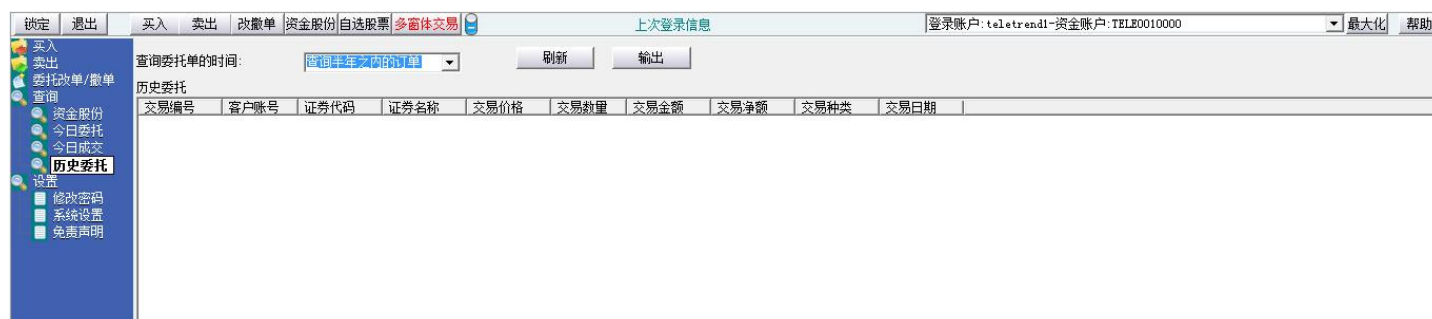 锁定 退出 买入 卖出 改撤单 资金股份 自选股票 多窗体交易 上次登录信息 登录账户:teletrend1-资金账户:TELE0010000 最大化 帮助
买入
卖出
委托改单/撤单
查询
资金股份
今日委托
今日成交
历史委托
设置
修改密码
系统设置
免责声明
查询委托单的时间: 查询半年之内的订单 刷新 输出
历史委托
交易编号 客户账号 证券代码 证券名称 交易价格 交易数量 交易金额 交易净额 交易种类 交易日期